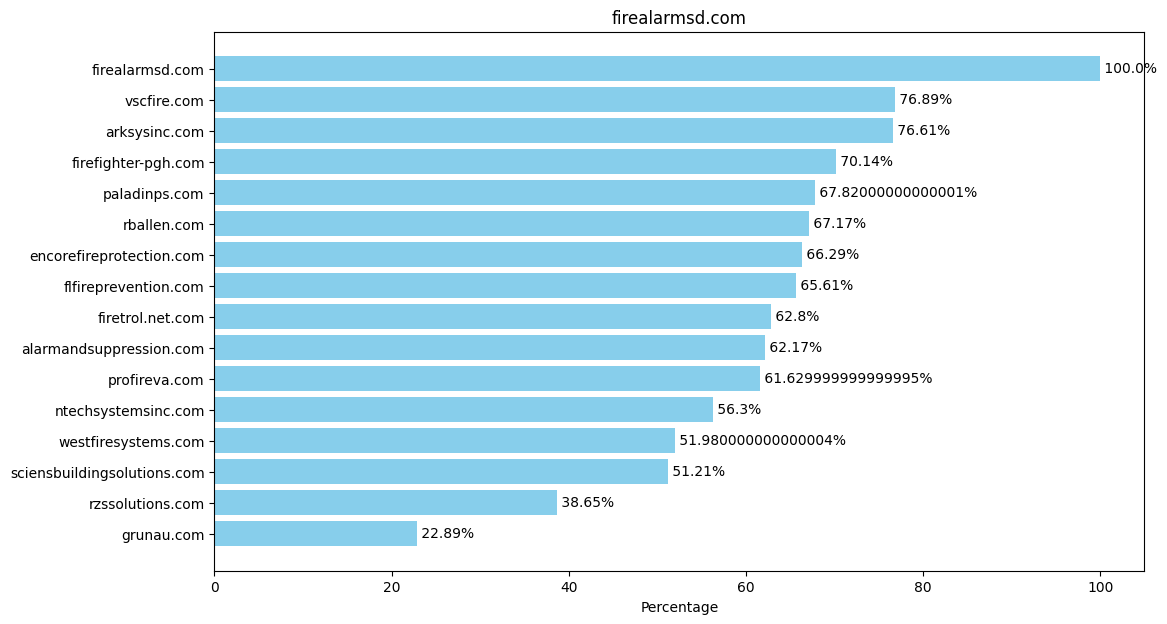 firealarmsd.com
firealarmsd.com 100.0%
vscfire.com 76.89%
arksysinc.com 76.61%
firefighter-pgh.com 70.14%
paladinps.com 67.82000000000001%
rballen.com 67.17%
encorefireprotection.com 66.29%
flfireprevention.com 65.61%
firetrol.net.com 62.8%
alarmandsuppression.com 62.17%
profireva.com 61.629999999999995%
ntechsystemsinc.com 56.3%
westfiresystems.com 51.980000000000004%
sciensbuildingsolutions.com 51.21%
rzssolutions.com 38.65%
grunau.com 22.89%
0 20 40 60 80 100
Percentage